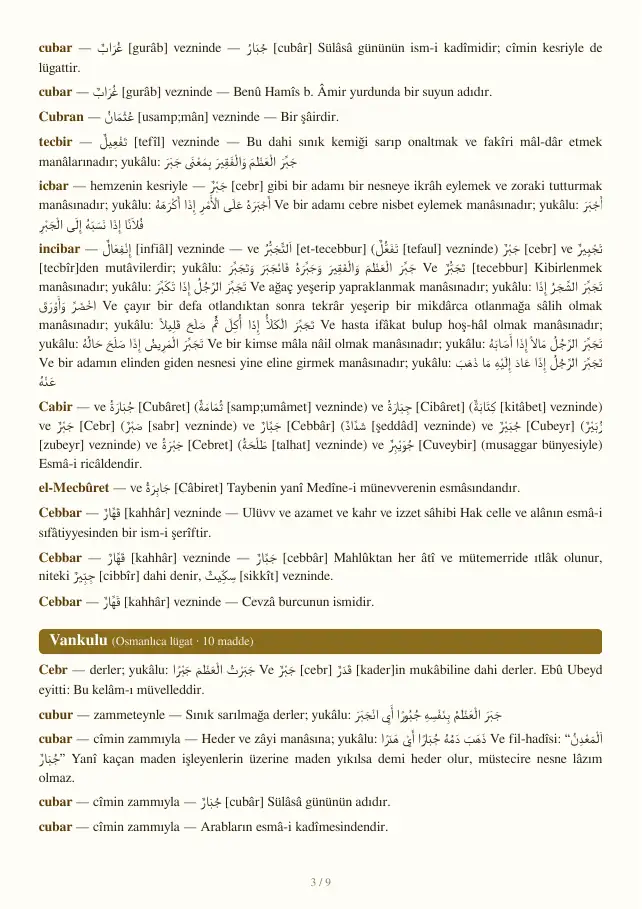 cubar — غُرَابٌ [gurâb] vezninde — جُبَارُ [cubâr] Sülâsâ gününün ism-i kadîmidir; cîmin kesriyle de
lügattir.
cubar — غُرَابٌ [gurâb] vezninde — Benû Hamîs b. Âmir yurdunda bir suyun adıdır.
Cubran — عُثمَانُ [usamp;mân] vezninde — Bir şâirdir.
tecbir — تَفْعِيلٌ [tefîl] vezninde — Bu dahi sınık kemiği sarıp onaltmak ve fakîri mâl-dâr etmek
manâlarınadır; yukâlu: جَبَّرَ الْعَظْمَ وَالْفَقِيرَ بِمَعْنَى جَبَرَ
icbar — hemzenin kesriyle — جَبْرٌ [cebr] gibi bir adamı bir nesneye ikrâh eylemek ve zoraki tutturmak
manâsınadır; yukâlu: أَجْبَرَهُ عَلَى الْأَمْرِ إِذَا أَكْرَهَهُ Ve bir adamı cebre nisbet eylemek manâsınadır; yukâlu: أَجْبَرَ
فُلَانًا إِذَا نَسَبَهُ إِلَى الْجَبْرِ
incibar — إِنْفِعَالٌ [infiâl] vezninde — ve اَلتَّجَبُّرُ [et-tecebbur] (تَفَعُّلٌ [tefaul] vezninde) جَبْرٌ [cebr] ve تَجْبِيرٌ
[tecbîr]den mutâvilerdir; yukâlu: جَبَّرَ الْعَظْمَ وَالْفَقِيرَ وَجَبَّرَهُ فَانْجَبَرَ وَتَجَبَّرَ Ve تَجَبُّرٌ [tecebbur] Kibirlenmek
manâsınadır; yukâlu: تَجَبَّرَ الرَّجُلُ إِذَا تَكَبَّرَ Ve ağaç yeşerip yapraklanmak manâsınadır; yukâlu: تَجَبَّرَ الشَّجَرُ إِذَا
اخْضَرَّ وَأَوْرَقَ Ve çayır bir defa otlandıktan sonra tekrâr yeşerip bir mikdârca otlanmağa sâlih olmak
manâsınadır; yukâlu: تَجَبَّرَ الْكَلَأُ إِذَا أُكِلَ ثُمَّ صَلَحَ قَلِيلاً Ve hasta ifâkat bulup hoş-hâl olmak manâsınadır;
yukâlu: تَجَبَّرَ الْمَرِيضُ إِذَا صَلَحَ حَالُهُ Ve bir kimse mâla nâil olmak manâsınadır; yukâlu: تَجَبَّرَ الرَّجُلُ مَالاً إِذَا أَصَابَهُ
Ve bir adamın elinden giden nesnesi yine eline girmek manâsınadır; yukâlu: تَجَبَّرَ الرَّجُلُ إِذَا عَادَ إِلَيْهِ مَا ذَهَبَ
عَنْهُ
Cabir — ve جُبَارَةُ [Cubâret] (ثُمَامَةُ [samp;umâmet] vezninde) ve جِبَارَةُ [Cibâret] (كِتَابَةُ [kitâbet] vezninde)
ve جَبْرٌ [Cebr] (صَبْرٌ [sabr] vezninde) ve جَبَّارٌ [Cebbâr] (شَدَّادٌ [şeddâd] vezninde) ve جُبَيْرٌ [Cubeyr] (زُبَيْرٌ
[zubeyr] vezninde) ve جَبْرَةُ [Cebret] (طَلْحَةُ [talhat] vezninde) ve جُوَيْبِرٌ [Cuveybir] (musaggar bünyesiyle)
Esmâ-i ricâldendir.
el-Mecbûret — ve جَابِرَةُ [Câbiret] Taybenin yanî Medîne-i münevverenin esmâsındandır.
Cebbar — قَهَّارٌ [kahhâr] vezninde — Ulüvv ve azamet ve kahr ve izzet sâhibi Hak celle ve alânın esmâ-i
sıfâtiyyesinden bir ism-i şerîftir.
Cebbar — قَهَّارٌ [kahhâr] vezninde — جَبَّارٌ [cebbâr] Mahlûktan her âtî ve mütemerride ıtlâk olunur,
niteki جِبِّيرٌ [cibbîr] dahi denir, سِكِّيتٌ [sikkît] vezninde.
Cebbar — قَهَّارٌ [kahhâr] vezninde — Cevzâ burcunun ismidir.
Vankulu (Osmanlıca lügat · 10 madde)
Cebr — derler; yukâlu: جَبَرْتُ الْعَظْمَ جَبْرًا Ve جَبْرٌ [cebr] قَدَرٌ [kader]in mukâbiline dahi derler. Ebû Ubeyd
eyitti: Bu kelâm-ı müvelleddir.
cubur — zammeteynle — Sınık sarılmağa derler; yukâlu: جَبَرَ الْعَظْمُ بِنَفْسِهِ جُبُورًا أَيِ انْجَبَرَ
cubar — cîmin zammıyla — Heder ve zâyi manâsına; yukâlu: ذَهَبَ دَمُهُ جُبَارًا أَيْ هَدَرًا Ve fil-hadîsi: “اَلْمَعْدِنُ
جُبَارٌ” Yanî kaçan maden işleyenlerin üzerine maden yıkılsa demi heder olur, müstecire nesne lâzım
olmaz.
cubar — cîmin zammıyla — جُبَارٌ [cubâr] Sülâsâ gününün adıdır.
cubar — cîmin zammıyla — Arabların esmâ-i kadîmesindendir.
3 / 9